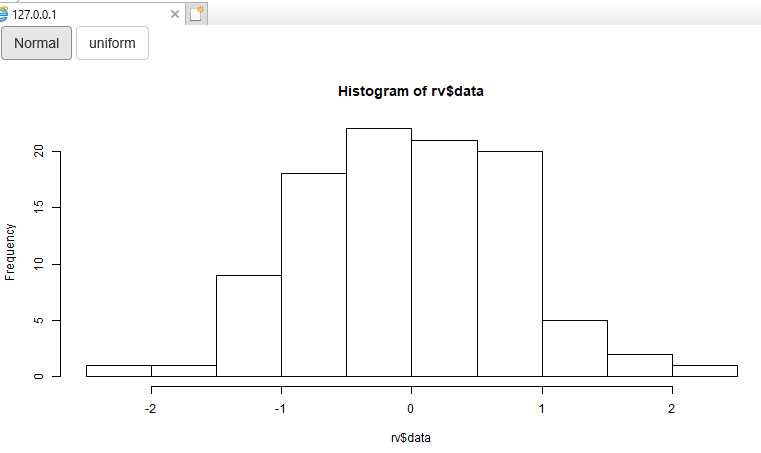 127.0.0.1
Normal uniform
Histogram of rv$data
Frequency
20
15
10
5
0
-2 -1 0 1 2
rv$data